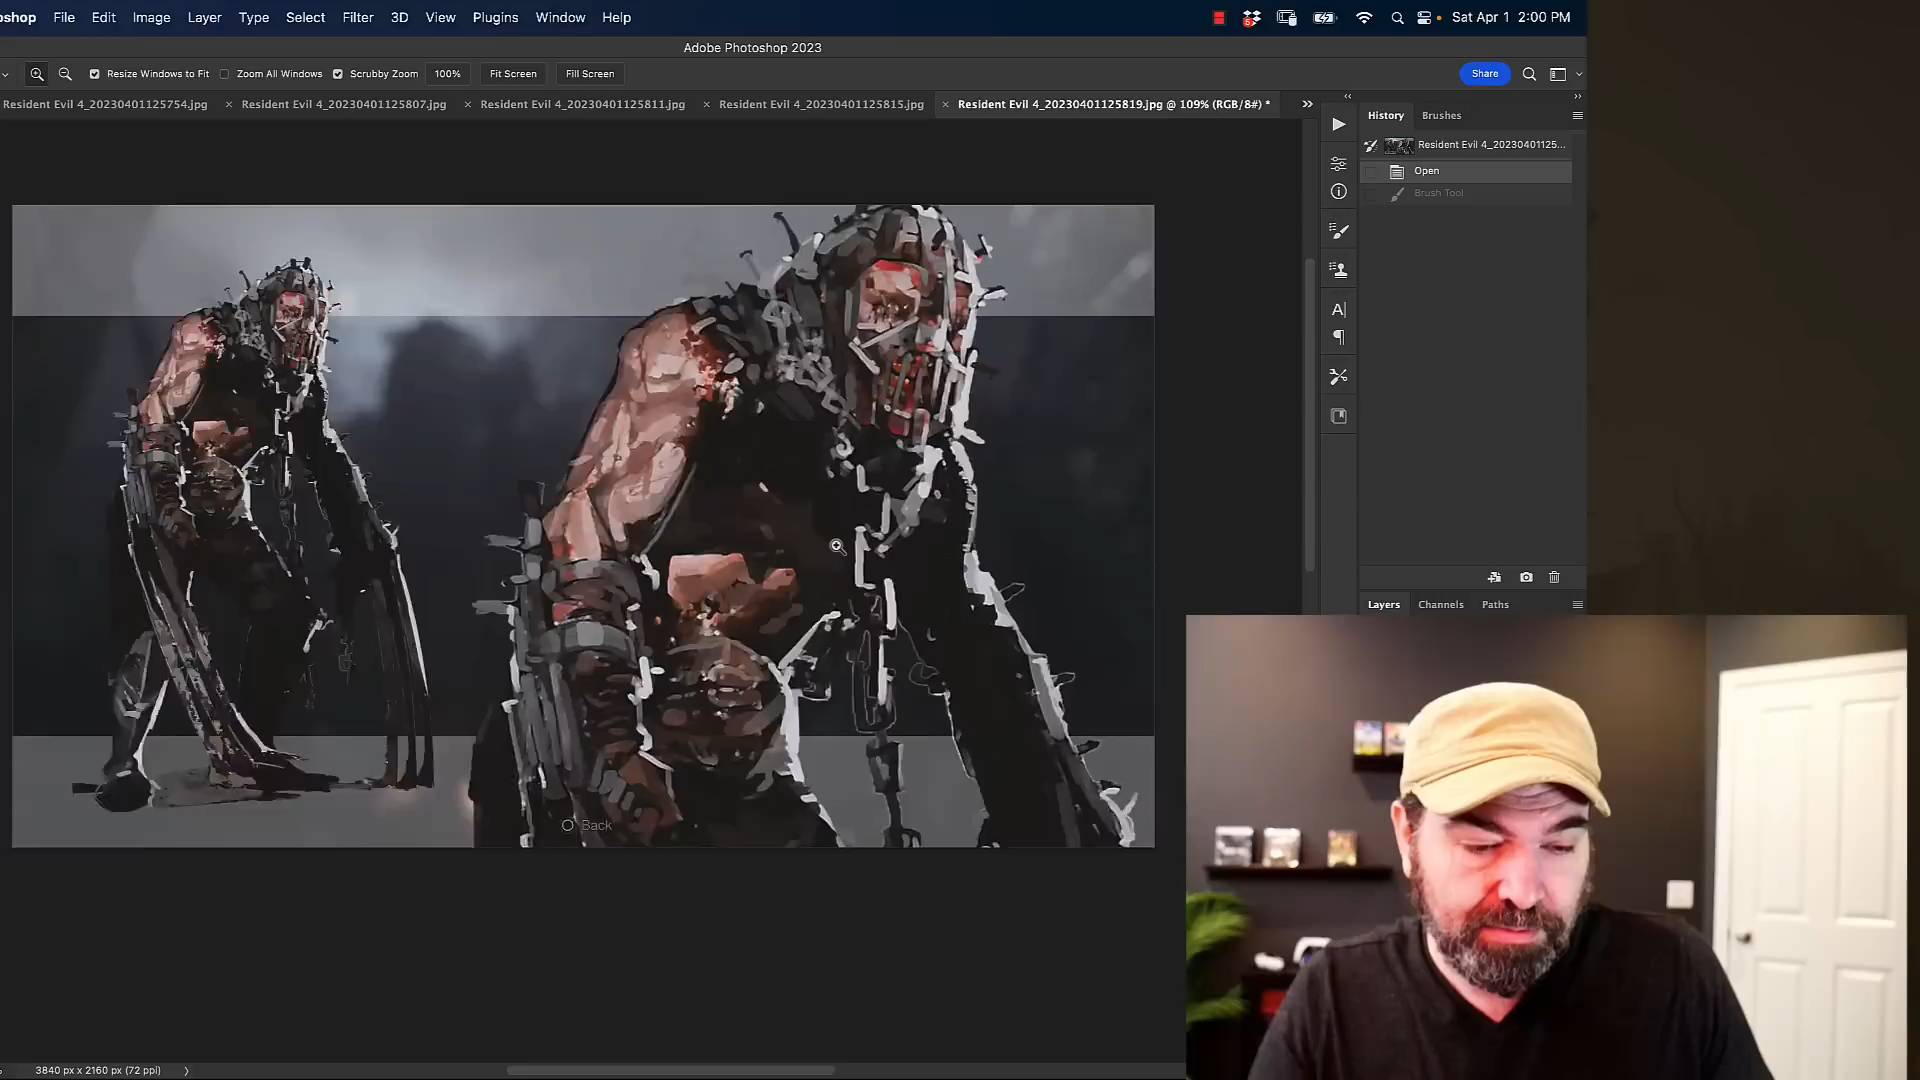 oshop File Edit Image Layer Type Select Filter 3D View Plugins Window Help Sat Apr 1 2:00 PM
Adobe Photoshop 2023
Resize Windows to Fit Zoom All Windows Scrubby Zoom 100% Fit Screen Fill Screen Share
Resident Evil 4_20230401125754.jpg × Resident Evil 4_20230401125807.jpg × Resident Evil 4_20230401125811.jpg × Resident Evil 4_20230401125815.jpg × Resident Evil 4_20230401125819.jpg @ 109% (RGB/8#) *
History Brushes
Resident Evil 4_20230401125...
Open
Brush Tool
Layers Channels Paths
Back
3840 px x 2160 px (72 ppi)